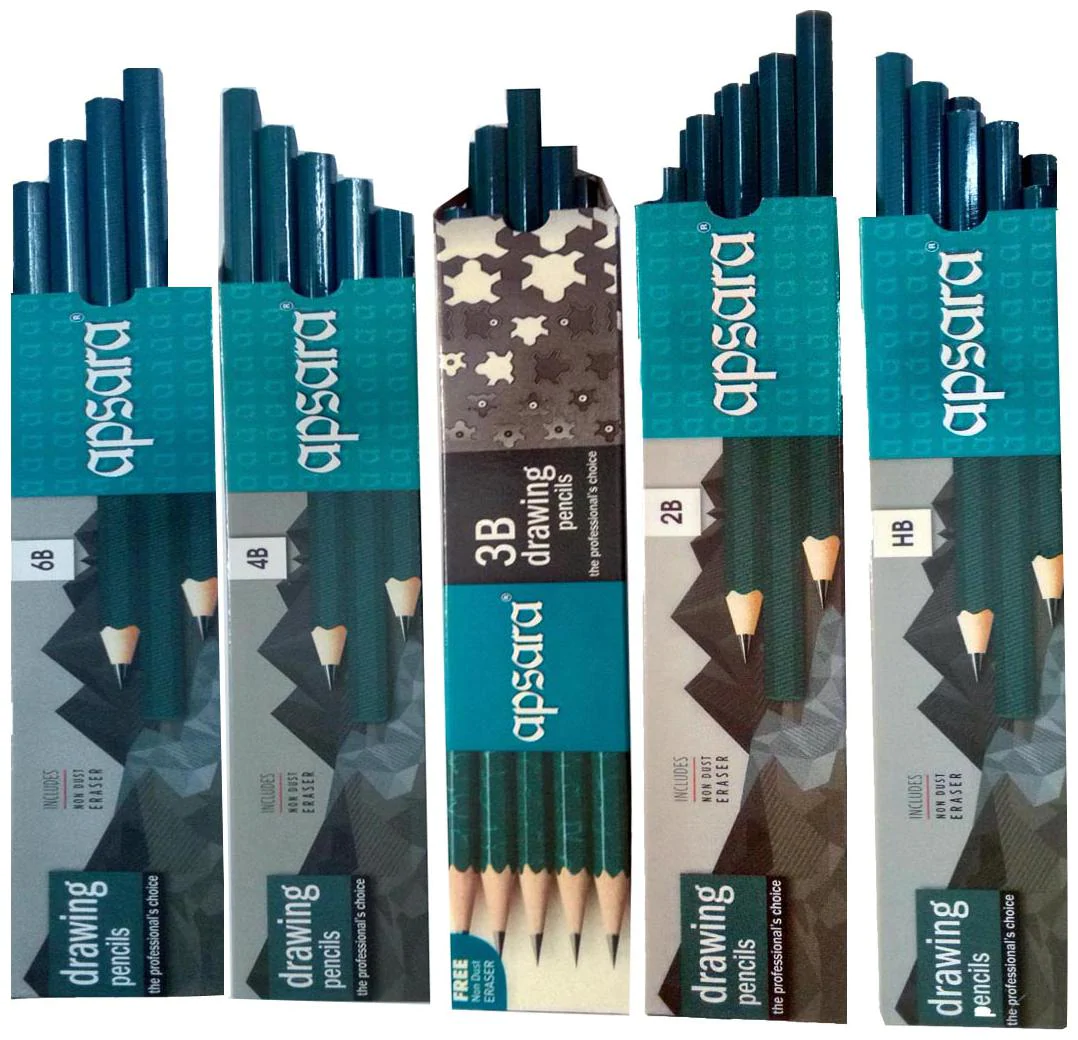 apsara®
6B
INCLUDES
NON DUST
ERASER
drawing
pencils
the professional's choice
apsara®
4B
INCLUDES
NON DUST
ERASER
drawing
pencils
the professional's choice
3B
drawing
pencils
the professional's choice
apsara®
FREE
Non Dust
ERASER
apsara®
2B
INCLUDES
NON DUST
ERASER
drawing
pencils
the professional's choice
apsara®
HB
INCLUDES
NON DUST
ERASER
drawing
pencils
the professional's choice